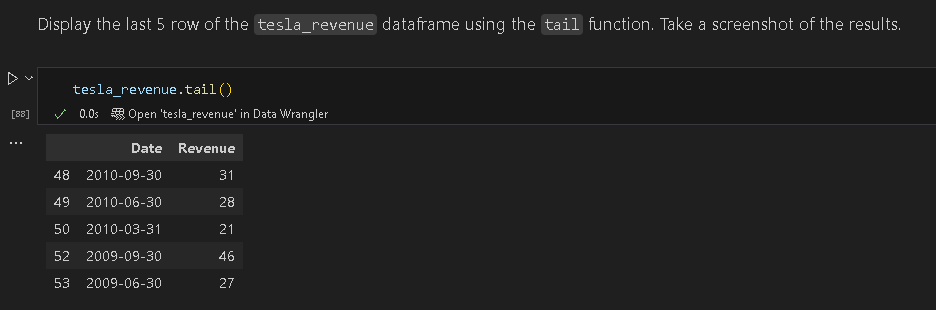 Display the last 5 row of the tesla_revenue dataframe using the tail function. Take a screenshot of the results.
tesla_revenue.tail()
[88] 0.0s Open 'tesla_revenue' in Data Wrangler
...
Date Revenue
48 2010-09-30 31
49 2010-06-30 28
50 2010-03-31 21
52 2009-09-30 46
53 2009-06-30 27